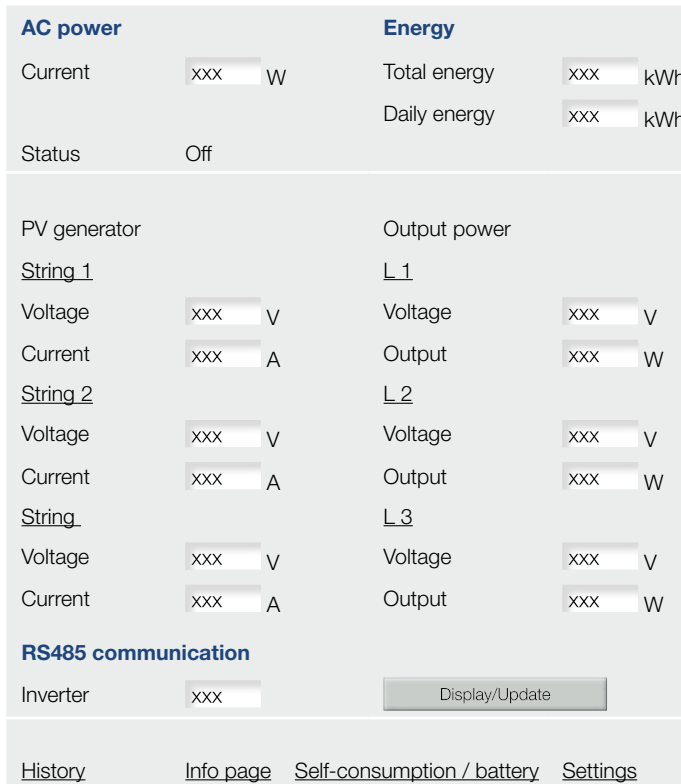 AC power Energy
Current xxx W Total energy xxx kWh
Daily energy xxx kWh
Status Off
PV generator Output power
String 1 L 1
Voltage xxx V Voltage xxx V
Current xxx A Output xxx W
String 2 L 2
Voltage xxx V Voltage xxx V
Current xxx A Output xxx W
String L 3
Voltage xxx V Voltage xxx V
Current xxx A Output xxx W
RS485 communication
Inverter xxx Display/Update
History Info page Self-consumption / battery Settings